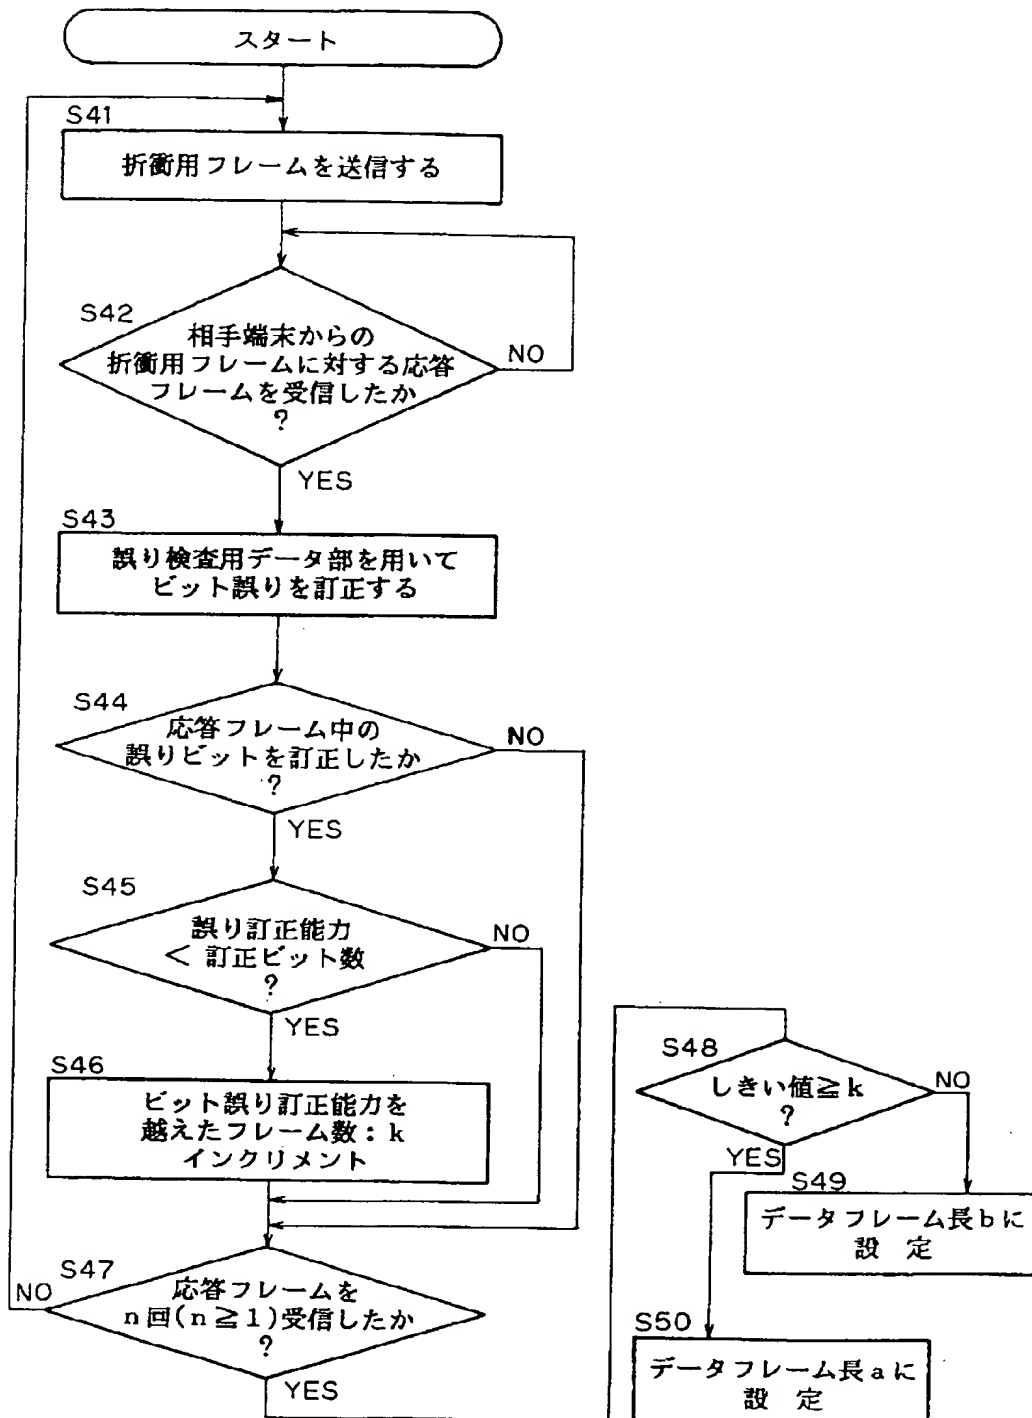 スタート
S41
折衝用フレームを送信する
S42
相手端末からの
折衝用フレームに対する応答
フレームを受信したか
?
NO
YES
S43
誤り検査用データ部を用いて
ビット誤りを訂正する
S44
応答フレーム中の
誤りビットを訂正したか
?
NO
YES
S45
誤り訂正能力
< 訂正ビット数
?
NO
YES
S46
ビット誤り訂正能力を
越えたフレーム数:k
インクリメント
S47
応答フレームを
n回(n≧1)受信したか
?
NO
YES
S48
しきい値≧k
?
NO
YES
S49
データフレーム長bに
設 定
S50
データフレーム長aに
設 定